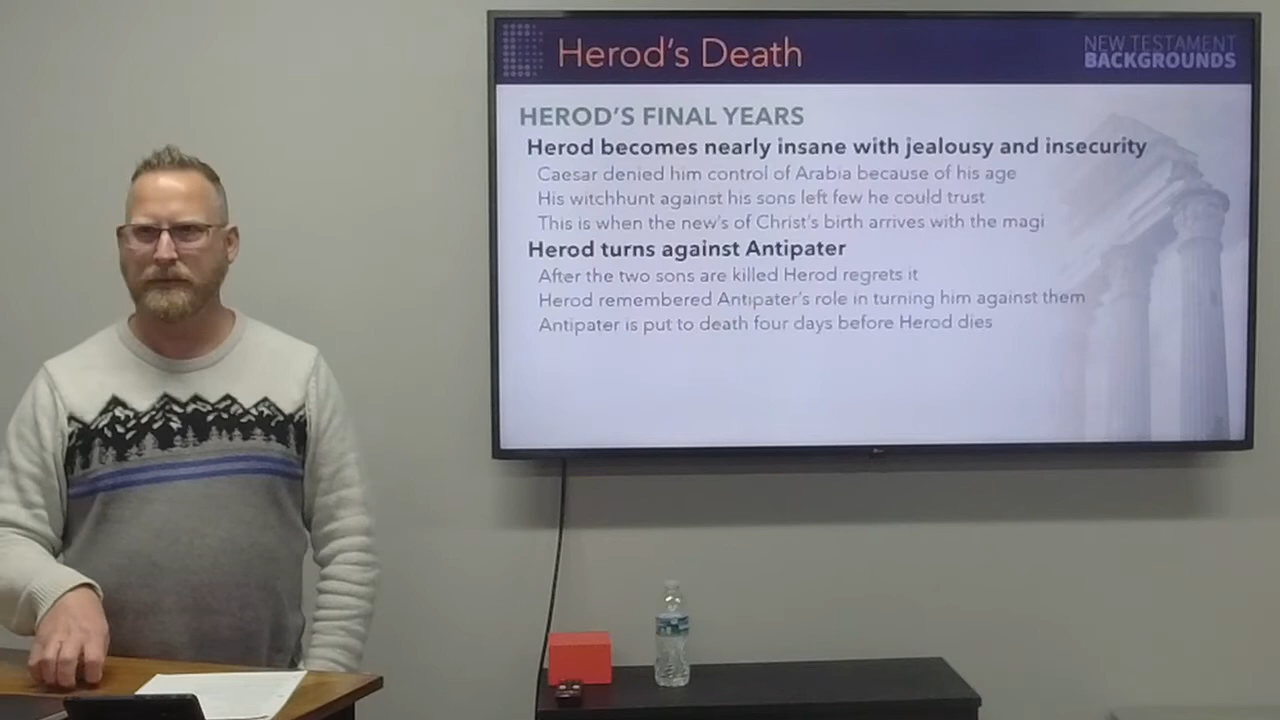 Herod's Death
NEW TESTAMENT
BACKGROUNDS
HEROD'S FINAL YEARS
Herod becomes nearly insane with jealousy and insecurity
Caesar denied him control of Arabia because of his age
His witchhunt against his sons left few he could trust
This is when the new's of Christ's birth arrives with the magi
Herod turns against Antipater
After the two sons are killed Herod regrets it
Herod remembered Antipater's role in turning him against them
Antipater is put to death four days before Herod dies